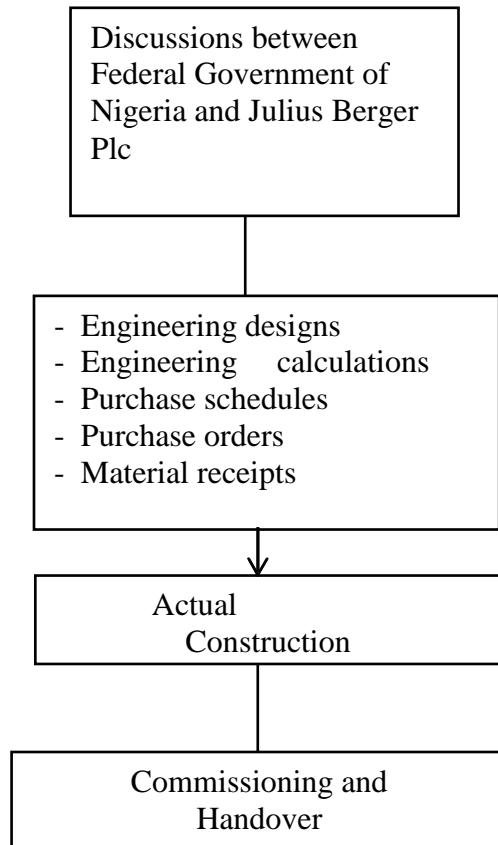 Discussions between
Federal Government of
Nigeria and Julius Berger
Plc
- Engineering designs
- Engineering calculations
- Purchase schedules
- Purchase orders
- Material receipts
Actual
Construction
Commissioning and
Handover